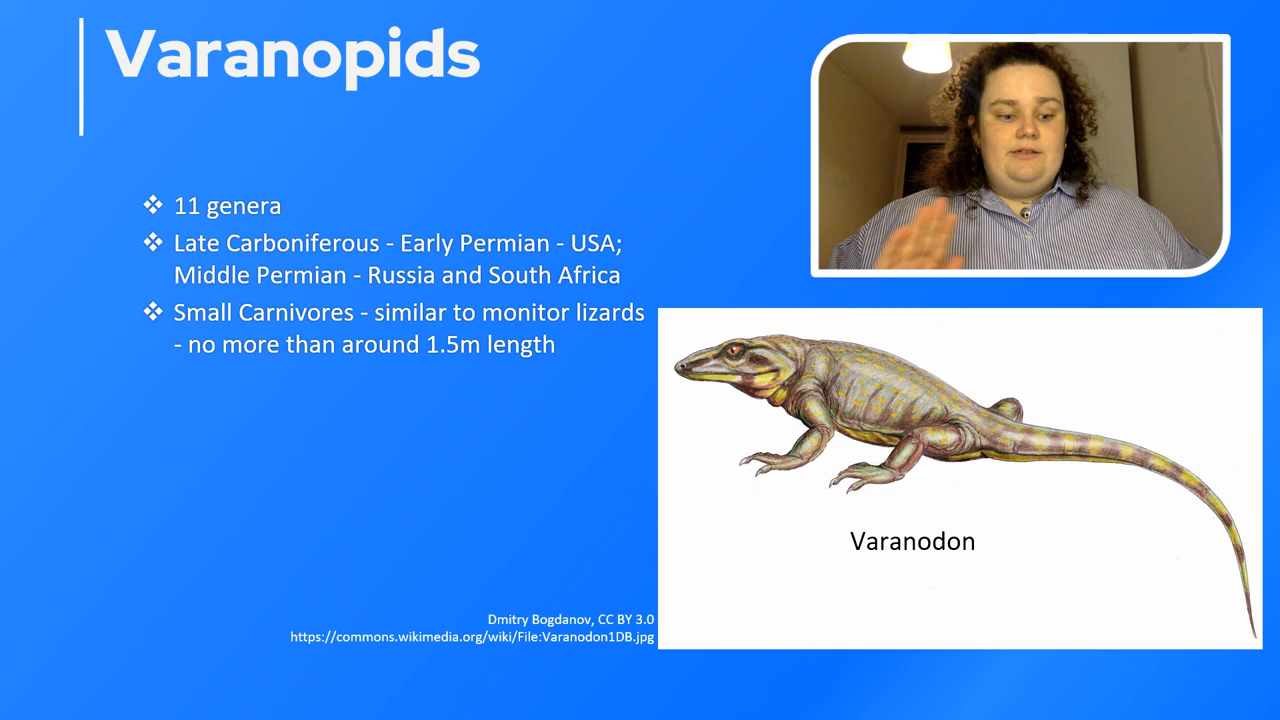 Varanopids
❖ 11 genera
❖ Late Carboniferous - Early Permian - USA;
Middle Permian - Russia and South Africa
❖ Small Carnivores - similar to monitor lizards
- no more than around 1.5m length
Varanodon
Dmitry Bogdanov, CC BY 3.0
https://commons.wikimedia.org/wiki/File:Varanodon1DB.jpg